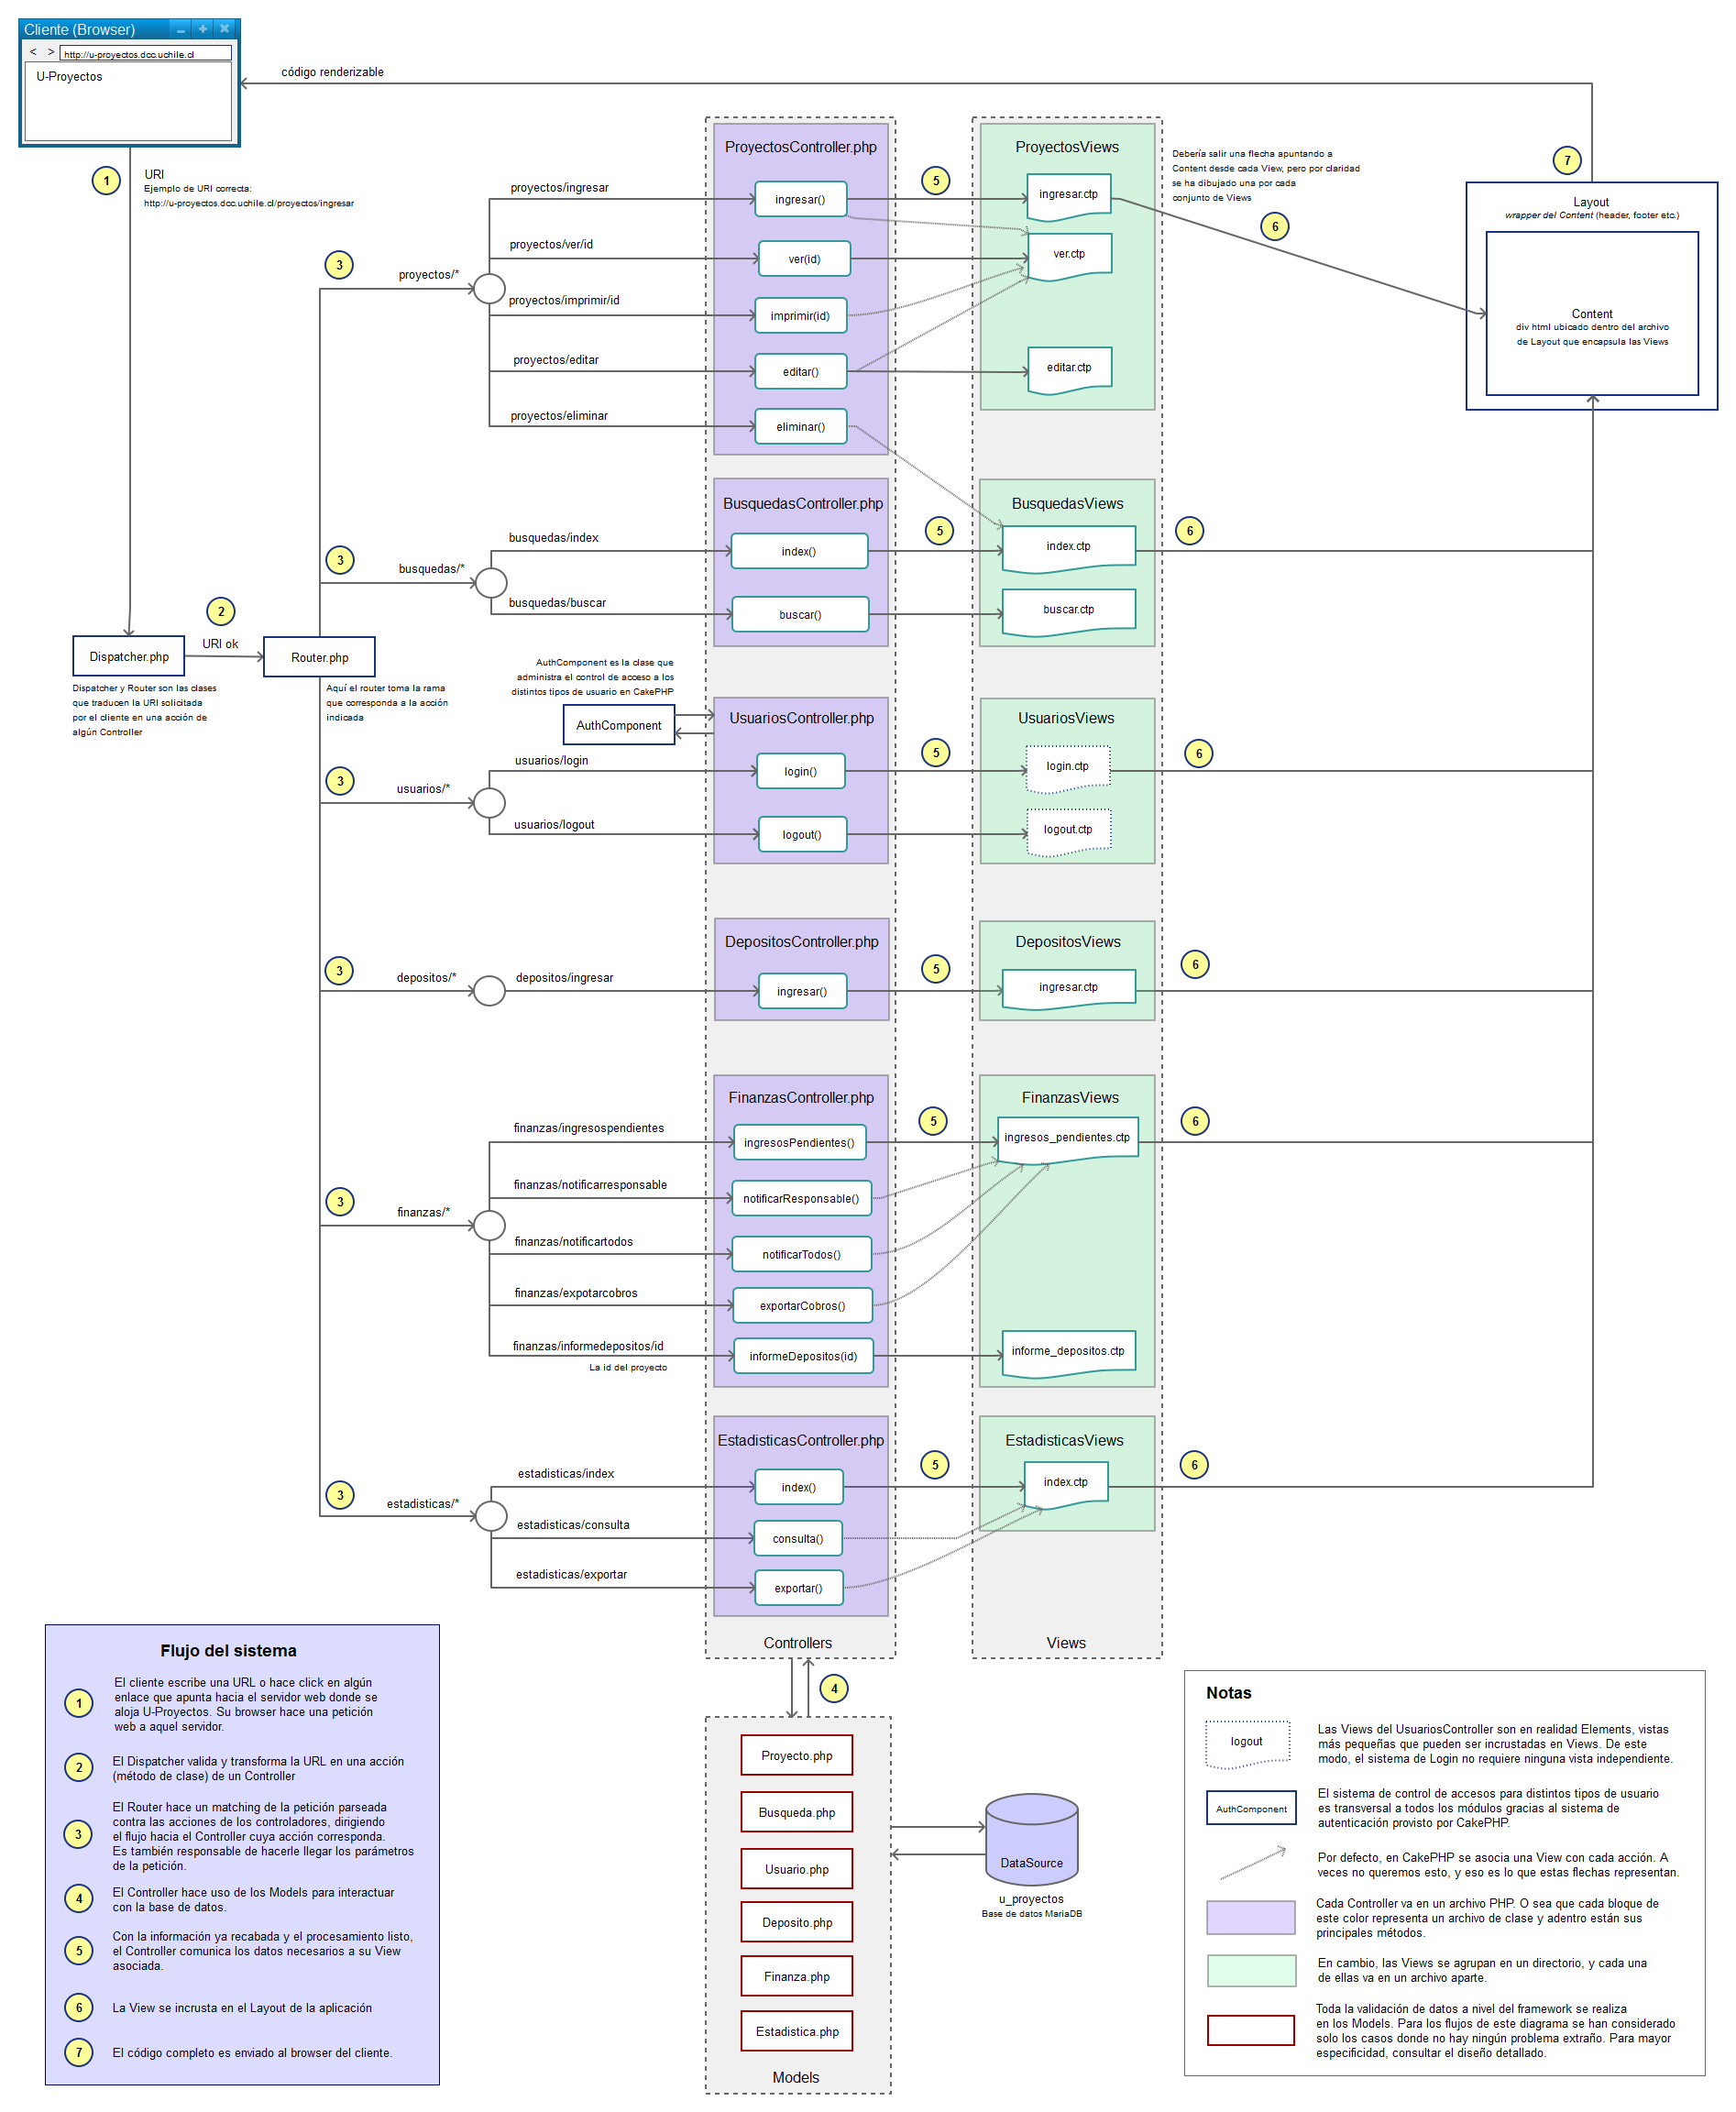 Cliente (Browser)
< >
http://u-proyectos.dcc.uchile.cl
U-Proyectos
código renderizable
1
URI
Ejemplo de URI correcta:
http://u-proyectos.dcc.uchile.cl/proyectos/ingresar
Dispatcher.php
Dispatcher y Router son las clases
que traducen la URI solicitada
por el cliente en una acción de
algún Controller
2
URI ok
Router.php
Aquí el router toma la rama
que corresponda a la acción
indicada
3
proyectos/*
proyectos/ingresar
proyectos/ver/id
proyectos/imprimir/id
proyectos/editar
proyectos/eliminar
ProyectosController.php
ingresar()
ver(id)
imprimir(id)
editar()
eliminar()
5
ProyectosViews
ingresar.ctp
ver.ctp
editar.ctp
Debería salir una flecha apuntando a
Content desde cada View, pero por claridad
se ha dibujado una por cada
conjunto de Views
6
7
Layout
wrapper del Content (header, footer etc.)
Content
div html ubicado dentro del archivo
de Layout que encapsula las Views
3
busquedas/*
busquedas/index
busquedas/buscar
BusquedasController.php
index()
buscar()
5
BusquedasViews
index.ctp
buscar.ctp
6
AuthComponent es la clase que
administra el control de acceso a los
distintos tipos de usuario en CakePHP
AuthComponent
3
usuarios/*
usuarios/login
usuarios/logout
UsuariosController.php
login()
logout()
5
UsuariosViews
login.ctp
logout.ctp
6
3
depositos/*
depositos/ingresar
DepositosController.php
ingresar()
5
DepositosViews
ingresar.ctp
6
3
finanzas/*
finanzas/ingresospendientes
finanzas/notificarresponsable
finanzas/notificartodos
finanzas/expotarcobros
finanzas/informedepositos/id
La id del proyecto
FinanzasController.php
ingresosPendientes()
notificarResponsable()
notificarTodos()
exportarCobros()
informeDepositos(id)
5
FinanzasViews
ingresos_pendientes.ctp
informe_depositos.ctp
6
3
estadisticas/*
estadisticas/index
estadisticas/consulta
estadisticas/exportar
EstadisticasController.php
index()
consulta()
exportar()
5
EstadisticasViews
index.ctp
6
Controllers
Views
4
Proyecto.php
Busqueda.php
Usuario.php
Deposito.php
Finanza.php
Estadistica.php
Models
DataSource
u_proyectos
Base de datos MariaDB
Flujo del sistema
1
El cliente escribe una URL o hace click en algún
enlace que apunta hacia el servidor web donde se
aloja U-Proyectos. Su browser hace una petición
web a aquel servidor.
2
El Dispatcher valida y transforma la URL en una acción
(método de clase) de un Controller
3
El Router hace un matching de la petición parseada
contra las acciones de los controladores, dirigiendo
el flujo hacia el Controller cuya acción corresponda.
Es también responsable de hacerle llegar los parámetros
de la petición.
4
El Controller hace uso de los Models para interactuar
con la base de datos.
5
Con la información ya recabada y el procesamiento listo,
el Controller comunica los datos necesarios a su View
asociada.
6
La View se incrusta en el Layout de la aplicación
7
El código completo es enviado al browser del cliente.
Notas
logout
Las Views del UsuariosController son en realidad Elements, vistas
más pequeñas que pueden ser incrustadas en Views. De este
modo, el sistema de Login no requiere ninguna vista independiente.
AuthComponent
El sistema de control de accesos para distintos tipos de usuario
es transversal a todos los módulos gracias al sistema de
autenticación provisto por CakePHP.
Por defecto, en CakePHP se asocia una View con cada acción. A
veces no queremos esto, y eso es lo que estas flechas representan.
Cada Controller va en un archivo PHP. O sea que cada bloque de
este color representa un archivo de clase y adentro están sus
principales métodos.
En cambio, las Views se agrupan en un directorio, y cada una
de ellas va en un archivo aparte.
Toda la validación de datos a nivel del framework se realiza
en los Models. Para los flujos de este diagrama se han considerado
solo los casos donde no hay ningún problema extraño. Para mayor
especificidad, consultar el diseño detallado.